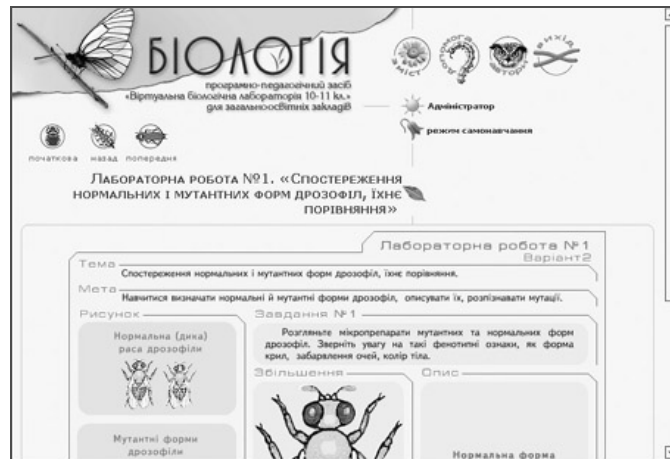 БІОЛОГІЯ
програмно-педагогічний засіб
«Віртуальна біологічна лабораторія 10-11 кл.»
для загальноосвітніх закладів
зміст
допомога
автори
вихід
Адміністратор
режим самонавчання
початкова назад попередня
Лабораторна робота №1. «Спостереження
нормальних і мутантних форм дрозофіл, їхнє
порівняння»
Лабораторна робота №1
Варіант2
Тема
Спостереження нормальних і мутантних форм дрозофіл, їхнє порівняння.
Мета
Навчитися визначати нормальні й мутантні форми дрозофіл, описувати їх, розпізнавати мутації.
Рисунок
Нормальна (дика)
раса дрозофіли
Мутантні форми
дрозофіли
Завдання №1
Розгляньте мікропрепарати мутантних та нормальних форм
дрозофіл. Зверніть увагу на такі фенотипні ознаки, як форма
крил, забарвлення очей, колір тіла.
Збільшення
Опис
Нормальна форма